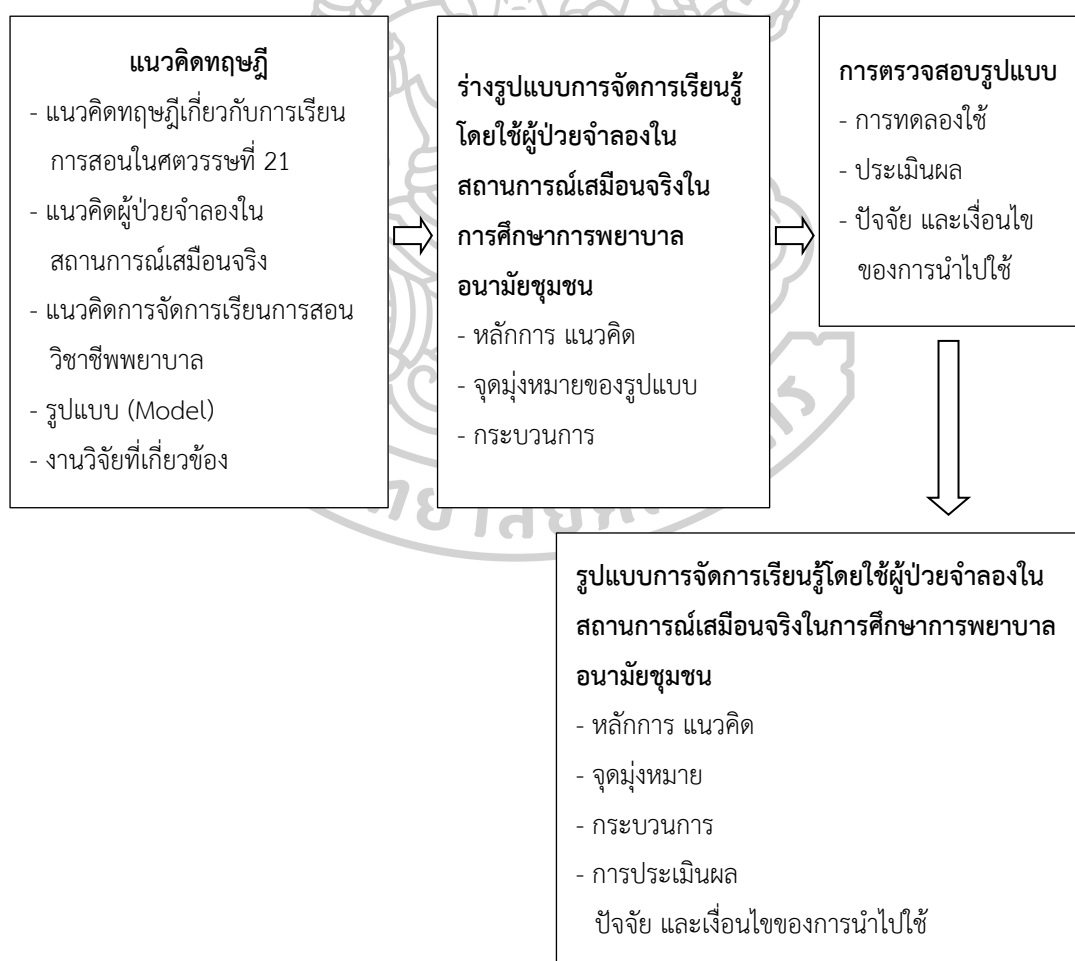 แนวคิดทฤษฎี
- แนวคิดทฤษฎีเกี่ยวกับการเรียน
การสอนในศตวรรษที่ 21
- แนวคิดผู้ป่วยจำลองใน
สถานการณ์เสมือนจริง
- แนวคิดการจัดการเรียนการสอน
วิชาชีพพยาบาล
- รูปแบบ (Model)
- งานวิจัยที่เกี่ยวข้อง
ร่างรูปแบบการจัดการเรียนรู้
โดยใช้ผู้ป่วยจำลองใน
สถานการณ์เสมือนจริงใน
การศึกษาการพยาบาล
อนามัยชุมชน
- หลักการ แนวคิด
- จุดมุ่งหมายของรูปแบบ
- กระบวนการ
การตรวจสอบรูปแบบ
- การทดลองใช้
- ประเมินผล
- ปัจจัย และเงื่อนไข
ของการนำไปใช้
รูปแบบการจัดการเรียนรู้โดยใช้ผู้ป่วยจำลองใน
สถานการณ์เสมือนจริงในการศึกษาการพยาบาล
อนามัยชุมชน
- หลักการ แนวคิด
- จุดมุ่งหมาย
- กระบวนการ
- การประเมินผล
ปัจจัย และเงื่อนไขของการนำไปใช้